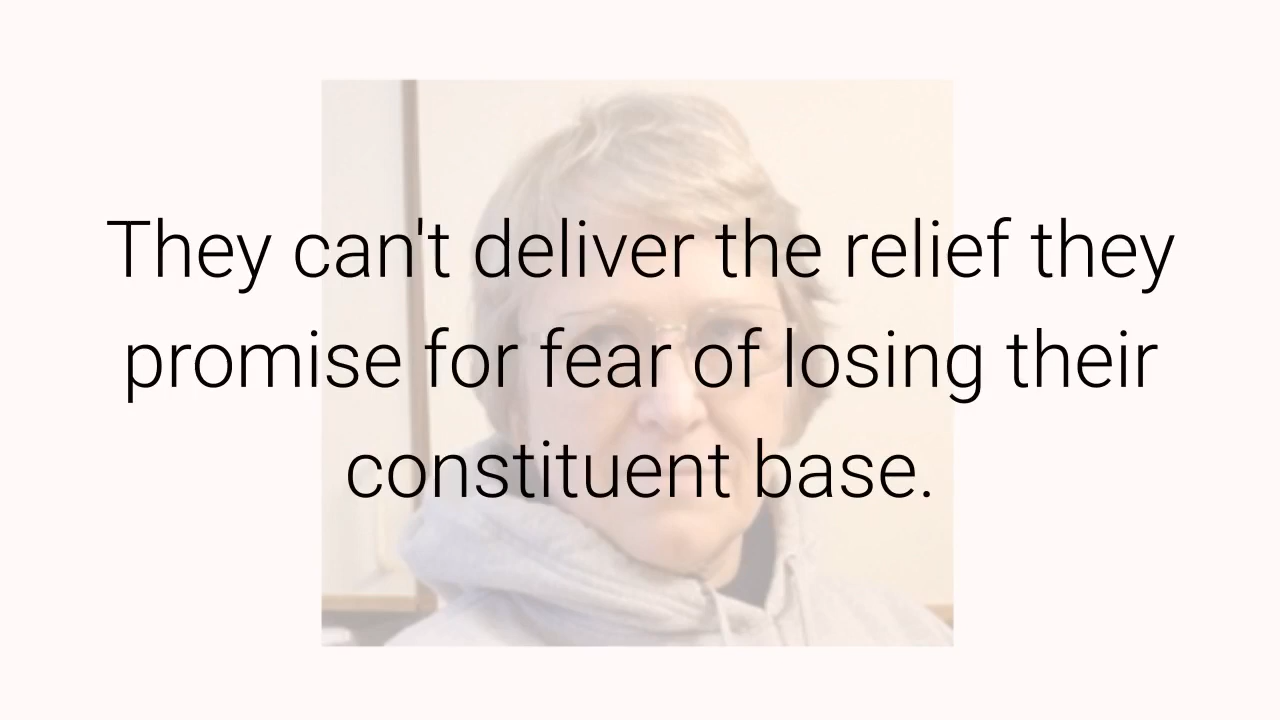 They can't deliver the relief they
promise for fear of losing their
constituent base.